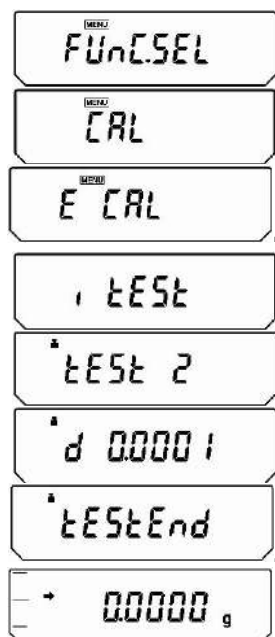 MENU
FUnC.SEL
MENU
CAL
MENU
E CAL
i tESt
tESt 2
d 0.0001
tEStEnd
→ 0.0000 g